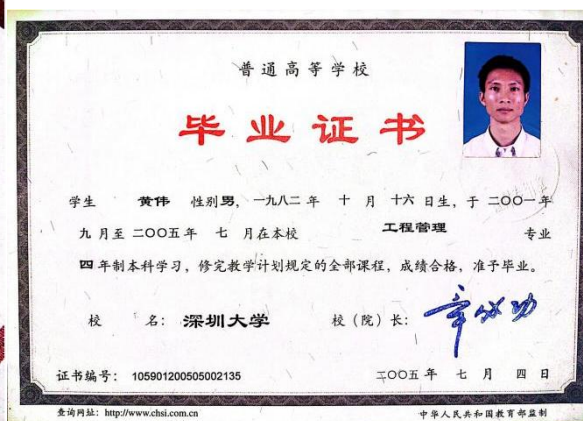 普通高等学校
毕业证书
学生 黄伟 性别 男，一九八二年 十 月 十六 日生，于 二〇〇一年
九 月至 二〇〇五 年 七 月在本校 工程管理 专业
四 年制本科学习，修完教学计划规定的全部课程，成绩合格，准予毕业。
校 名：深圳大学 校（院）长：章必功
证书编号： 105901200505002135 二〇〇五 年 七 月 四 日
查询网址：http://www.chsi.com.cn 中华人民共和国教育部监制